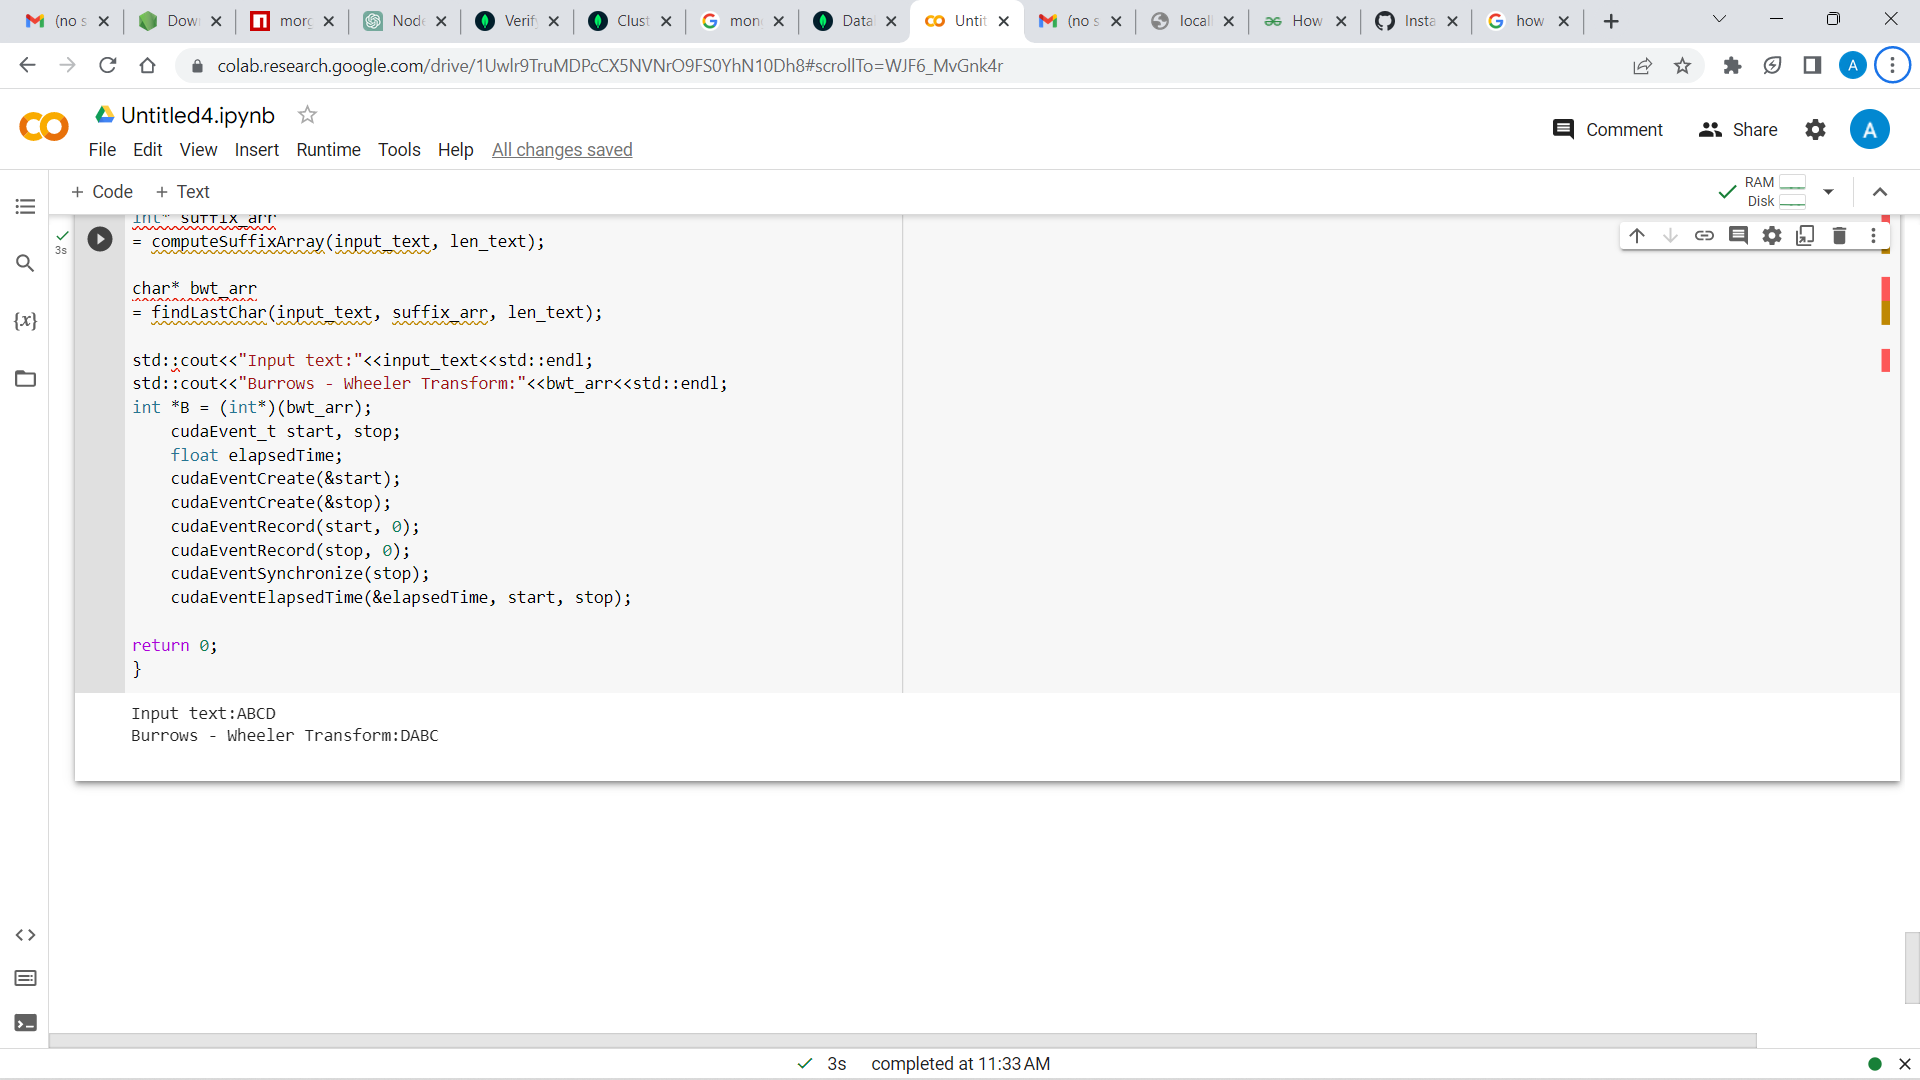 (no s
Dow
morg
Node
Verify
Clust
mon
Data
Untit
(no s
locall
How
Insta
how
colab.research.google.com/drive/1Uwlr9TruMDPcCX5NVNrO9FS0YhN10Dh8#scrollTo=WJF6_MvGnk4r
A
Untitled4.ipynb
File Edit View Insert Runtime Tools Help All changes saved
Comment Share A
+ Code + Text
RAM
Disk
3s
int* suffix_arr
= computeSuffixArray(input_text, len_text);
char* bwt_arr
= findLastChar(input_text, suffix_arr, len_text);
std::cout<<"Input text:"<<input_text<<std::endl;
std::cout<<"Burrows - Wheeler Transform:"<<bwt_arr<<std::endl;
int *B = (int*)(bwt_arr);
cudaEvent_t start, stop;
float elapsedTime;
cudaEventCreate(&start);
cudaEventCreate(&stop);
cudaEventRecord(start, 0);
cudaEventRecord(stop, 0);
cudaEventSynchronize(stop);
cudaEventElapsedTime(&elapsedTime, start, stop);
return 0;
}
Input text:ABCD
Burrows - Wheeler Transform:DABC
3s completed at 11:33 AM